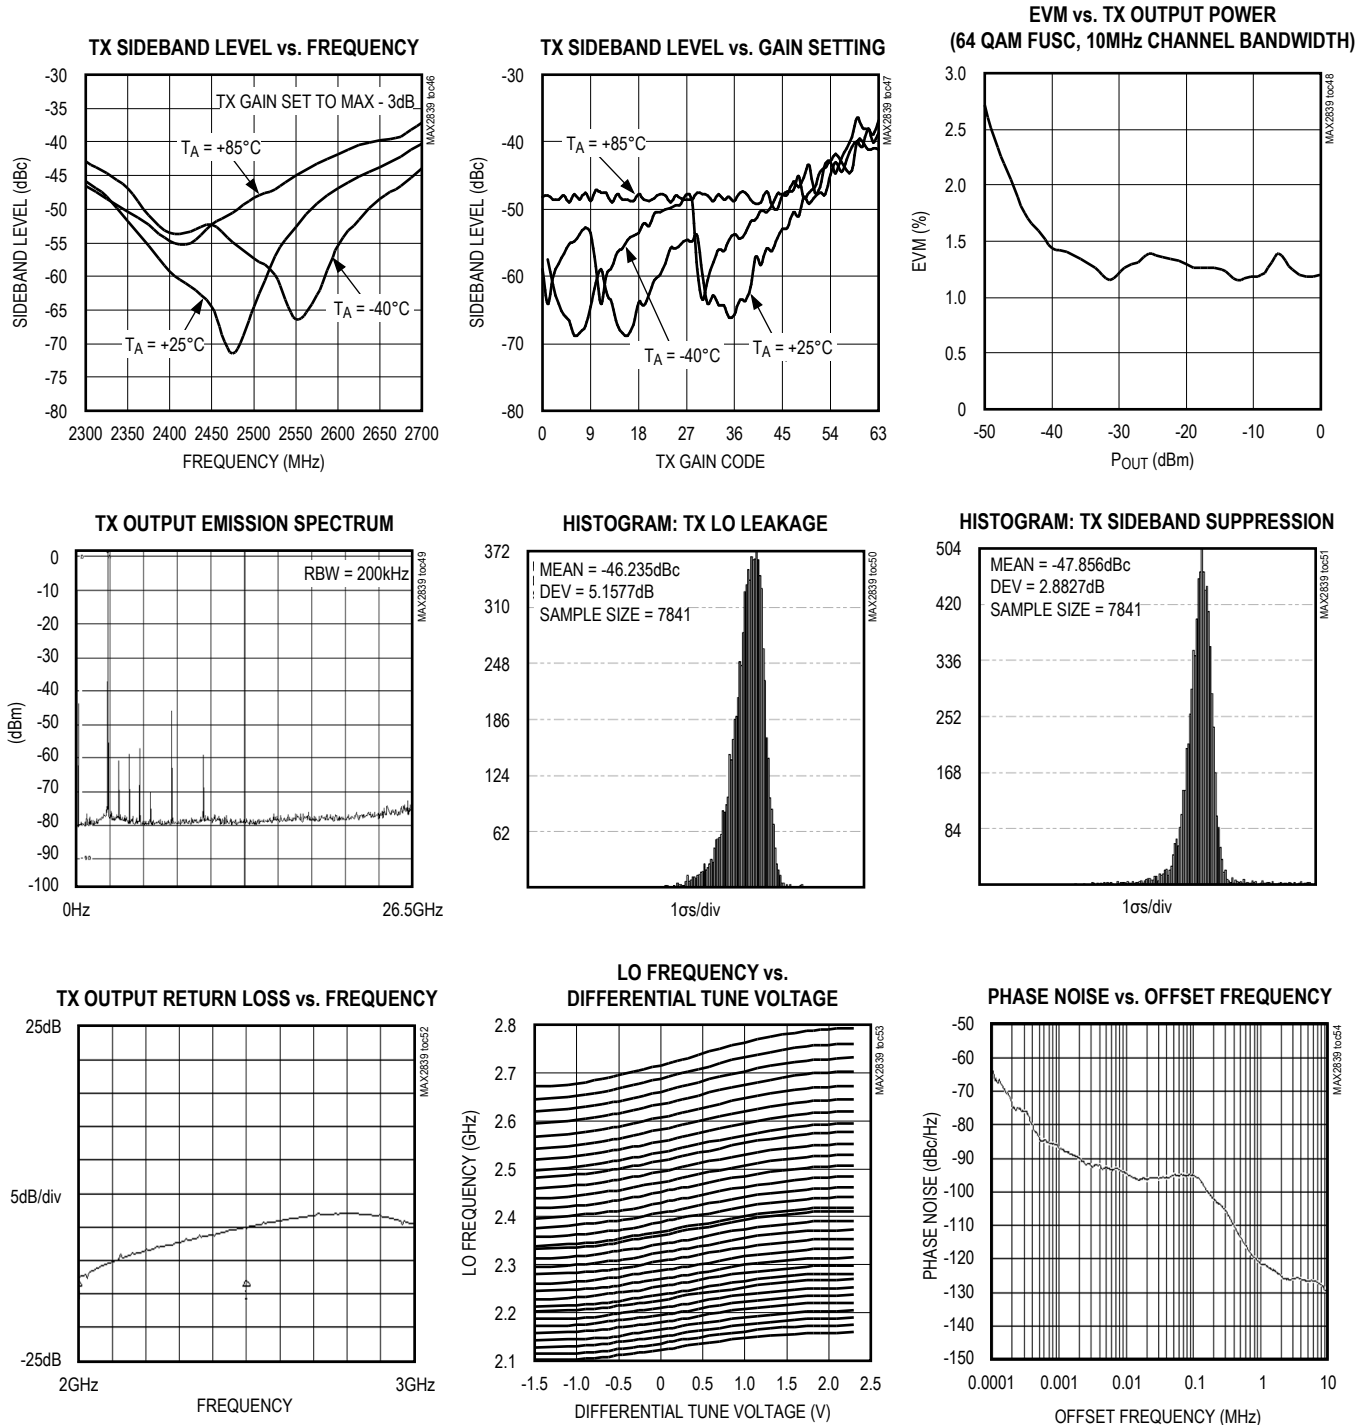 TX SIDEBAND LEVEL vs. FREQUENCY
-30
-35
-40
-45
-50
-55
-60
-65
-70
-75
-80
SIDEBAND LEVEL (dBc)
TX GAIN SET TO MAX - 3dB
TA = +85°C
TA = -40°C
TA = +25°C
MAX2839 toc46
2300 2350 2400 2450 2500 2550 2600 2650 2700
FREQUENCY (MHz)
TX SIDEBAND LEVEL vs. GAIN SETTING
-30
-40
-50
-60
-70
-80
SIDEBAND LEVEL (dBc)
TA = +85°C
TA = -40°C
TA = +25°C
MAX2839 toc47
0 9 18 27 36 45 54 63
TX GAIN CODE
EVM vs. TX OUTPUT POWER
(64 QAM FUSC, 10MHz CHANNEL BANDWIDTH)
3.0
2.5
2.0
1.5
1.0
0.5
0
EVM (%)
MAX2839 toc48
-50 -40 -30 -20 -10 0
POUT (dBm)
TX OUTPUT EMISSION SPECTRUM
0
-10
-20
-30
-40
-50
-60
-70
-80
-90
-100
(dBm)
RBW = 200kHz
MAX2839 toc49
0Hz 26.5GHz
HISTOGRAM: TX LO LEAKAGE
372
310
248
186
124
62
MEAN = -46.235dBc
DEV = 5.1577dB
SAMPLE SIZE = 7841
MAX2839 toc50
1σs/div
HISTOGRAM: TX SIDEBAND SUPPRESSION
504
420
336
252
168
84
MEAN = -47.856dBc
DEV = 2.8827dB
SAMPLE SIZE = 7841
MAX2839 toc51
1σs/div
TX OUTPUT RETURN LOSS vs. FREQUENCY
25dB
5dB/div
-25dB
MAX2839 toc52
2GHz 3GHz
FREQUENCY
LO FREQUENCY vs.
DIFFERENTIAL TUNE VOLTAGE
2.8
2.7
2.6
2.5
2.4
2.3
2.2
2.1
LO FREQUENCY (GHz)
MAX2839 toc53
-1.5 -1.0 -0.5 0 0.5 1.0 1.5 2.0 2.5
DIFFERENTIAL TUNE VOLTAGE (V)
PHASE NOISE vs. OFFSET FREQUENCY
-50
-60
-70
-80
-90
-100
-110
-120
-130
-140
-150
PHASE NOISE (dBc/Hz)
MAX2839 toc54
0.0001 0.001 0.01 0.1 1 10
OFFSET FREQUENCY (MHz)